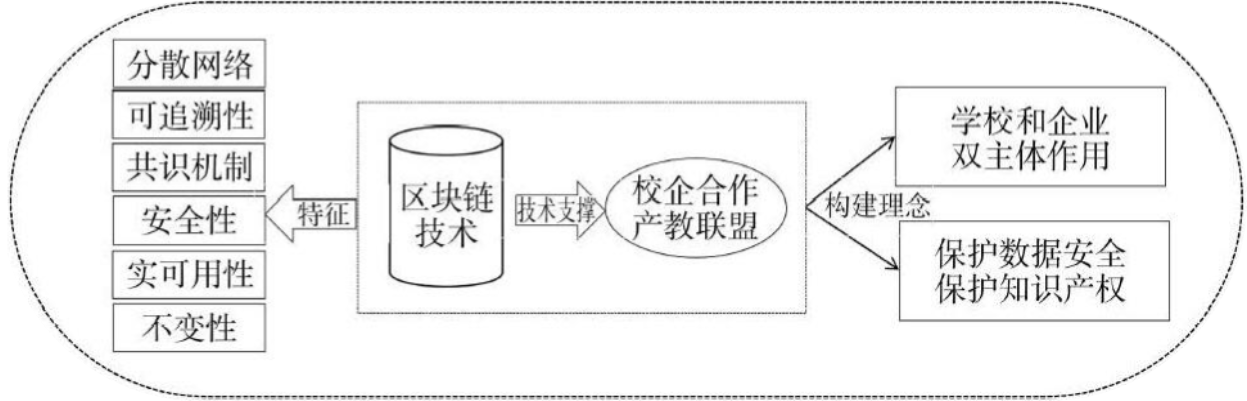 分散网络
可追溯性
共识机制
安全性
实可用性
不变性
特征
区块链
技术
技术支撑
校企合作
产教联盟
构建理念
学校和企业
双主体作用
保护数据安全
保护知识产权